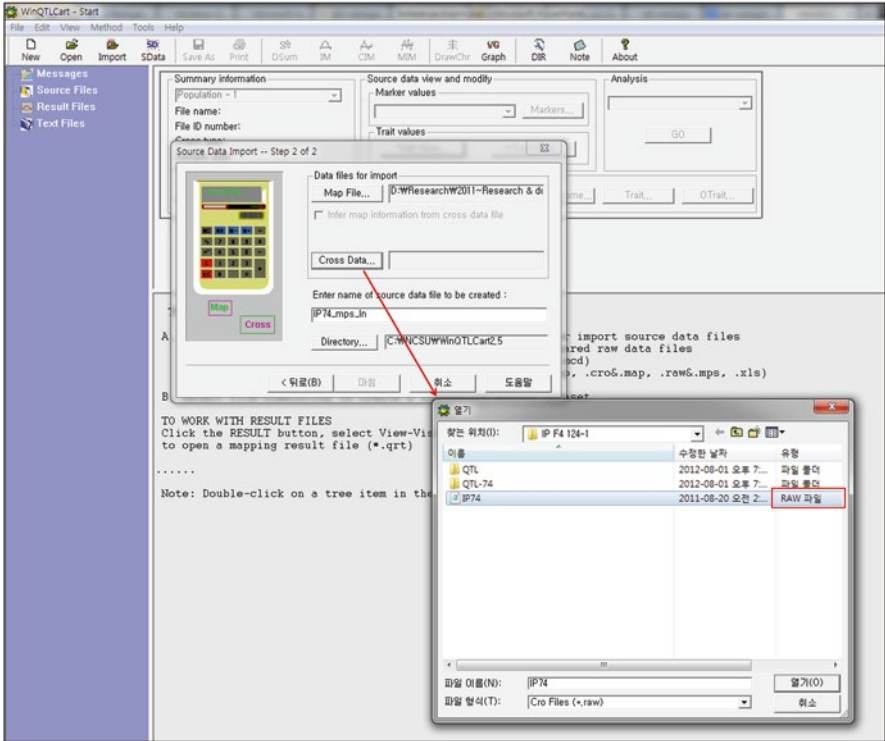 WinQTLCart - Start
File Edit View Method Tools Help
New Open Import SData Save As Print DSum IM CIM MIM DrawChr Graph DIR Note About
Messages
Source Files
Result Files
Text Files
Summary information
Population - 1
File name:
File ID number:
Source data view and modify
Marker values
Markers...
Trait values
Analysis
GO
Trait...
OTrait...
Source Data Import -- Step 2 of 2
Data files for import
Map File... D:₩Research₩2011~Research & dc
Infer map information from cross data file
Cross Data...
Enter name of source data file to be created :
IP74_mps_In
Directory... C:₩NCSU₩WinQTLCart2.5
Map
Cross
< 뒤로(B) 마침 취소 도움말
import source data files
ared raw data files
mcd)
, .cro&.map, .raw&.mps, .xls)
TO WORK WITH RESULT FILES
Click the RESULT button, select View-Vis
to open a mapping result file (*.qrt)
......
Note: Double-click on a tree item in the
열기
찾는 위치(I): IP F4 124-1
이름 수정한 날짜 유형
QTL 2012-08-01 오후 7:... 파일 폴더
QTL-74 2012-08-01 오후 7:... 파일 폴더
IP74 2011-08-20 오전 2:... RAW 파일
파일 이름(N): IP74 열기(O)
파일 형식(T): Cro Files (*.raw) 취소